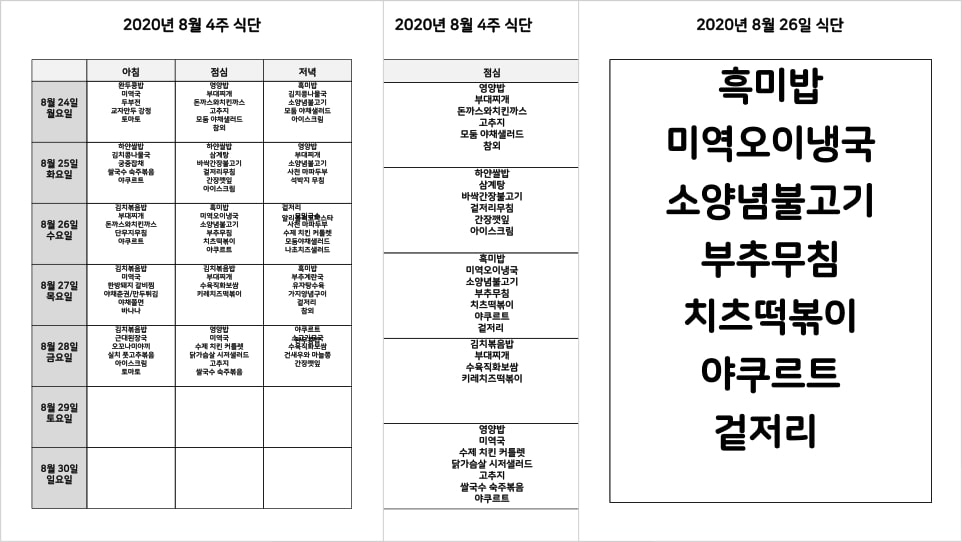 2020년 8월 4주 식단
아침 점심 저녁
8월 24일
월요일
완두콩밥
미역국
두부전
교자만두 강정
토마토
영양밥
부대찌개
돈까스와치킨까스
고추지
모둠 야채샐러드
참외
흑미밥
김치콩나물국
소양념불고기
모둠 야채샐러드
아이스크림
8월 25일
화요일
하얀쌀밥
김치콩나물국
궁중잡채
쌀국수 숙주볶음
야쿠르트
하얀쌀밥
삼계탕
바싹간장불고기
겉저리무침
간장깻잎
아이스크림
영양밥
부대찌개
소양념불고기
사천 마파두부
석박지 무침
8월 26일
수요일
김치볶음밥
부대찌개
돈까스와치킨까스
단무지무침
야쿠르트
흑미밥
미역오이냉국
소양념불고기
부추무침
치츠떡볶이
야쿠르트
겉저리
사천 마파두부
수제 치킨 커틀렛
모둠야채샐러드
나초치즈샐러드
8월 27일
목요일
김치볶음밥
미역국
한방돼지 갈비찜
야채춘권/만두튀김
야채쫄면
바나나
김치볶음밥
부대찌개
수육직화보쌈
키레치즈떡볶이
흑미밥
부추계란국
유자탕수육
가지양념구이
겉저리
참외
8월 28일
금요일
김치볶음밥
근대된장국
오꼬나미야끼
실치 풋고추볶음
아이스크림
토마토
영양밥
미역국
수제 치킨 커틀렛
닭가슴살 시저샐러드
고추지
쌀국수 숙주볶음
야쿠르트
수육직화보쌈
건새우와 마늘쫑
간장깻잎
8월 29일
토요일
8월 30일
일요일
2020년 8월 4주 식단
점심
영양밥
부대찌개
돈까스와치킨까스
고추지
모둠 야채샐러드
참외
하얀쌀밥
삼계탕
바싹간장불고기
겉저리무침
간장깻잎
아이스크림
흑미밥
미역오이냉국
소양념불고기
부추무침
치츠떡볶이
야쿠르트
겉저리
김치볶음밥
부대찌개
수육직화보쌈
키레치즈떡볶이
영양밥
미역국
수제 치킨 커틀렛
닭가슴살 시저샐러드
고추지
쌀국수 숙주볶음
야쿠르트
2020년 8월 26일 식단
흑미밥
미역오이냉국
소양념불고기
부추무침
치츠떡볶이
야쿠르트
겉저리